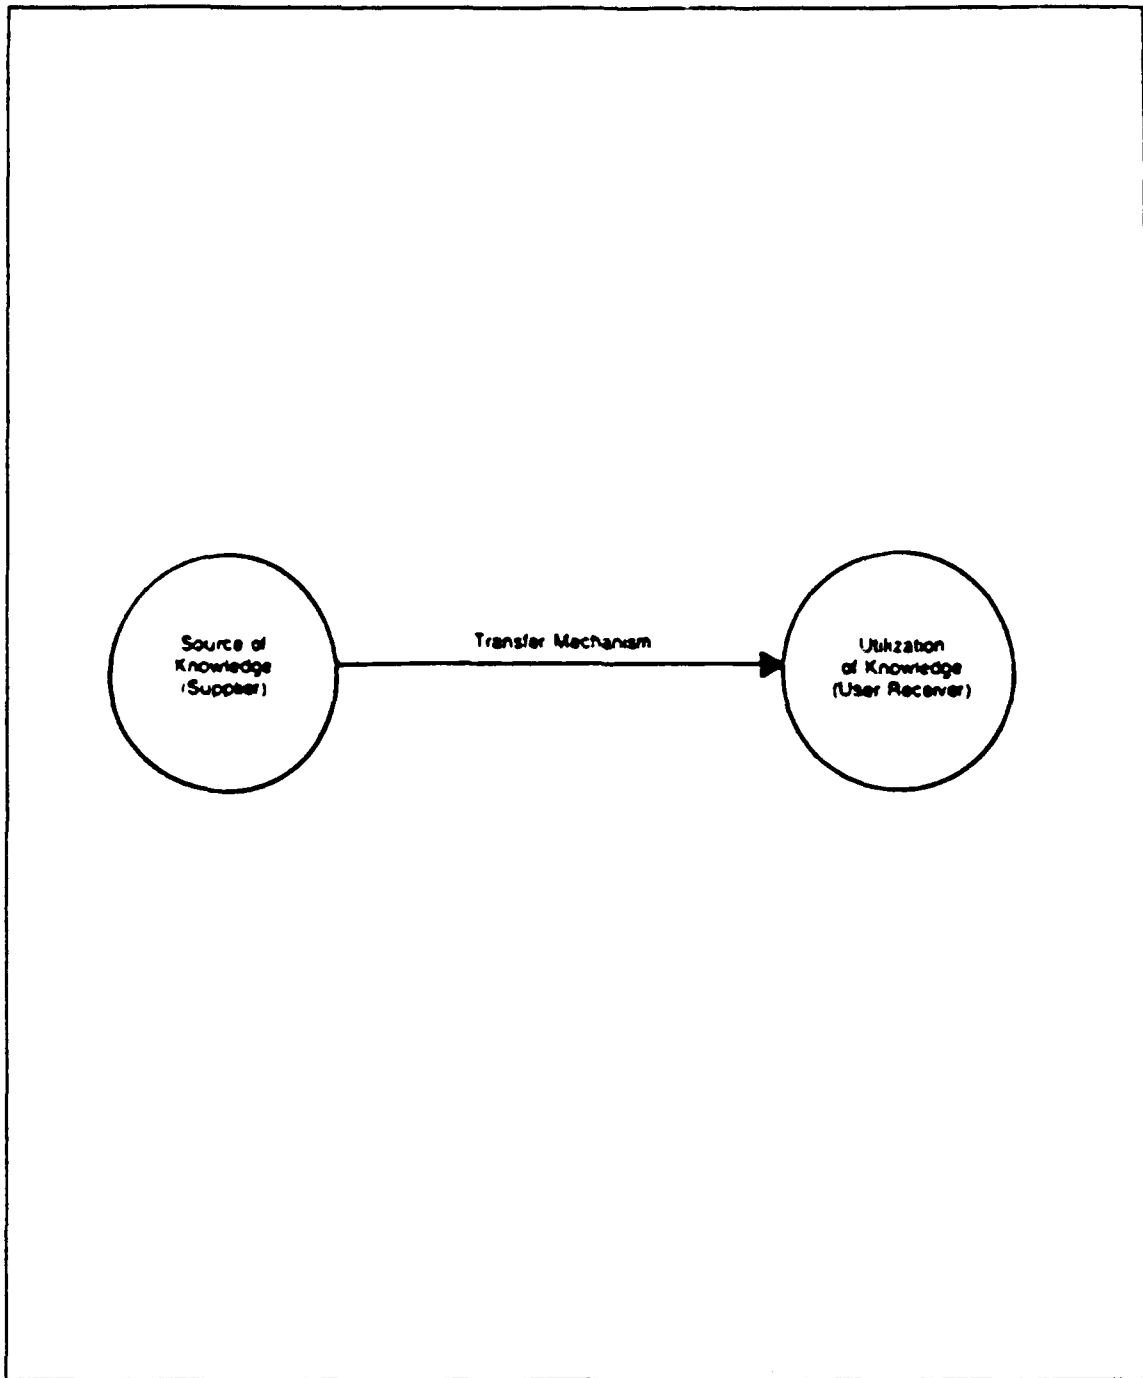 Source of
Knowledge
(Supplier)
Transfer Mechanism
Utilization
of Knowledge
(User Receiver)